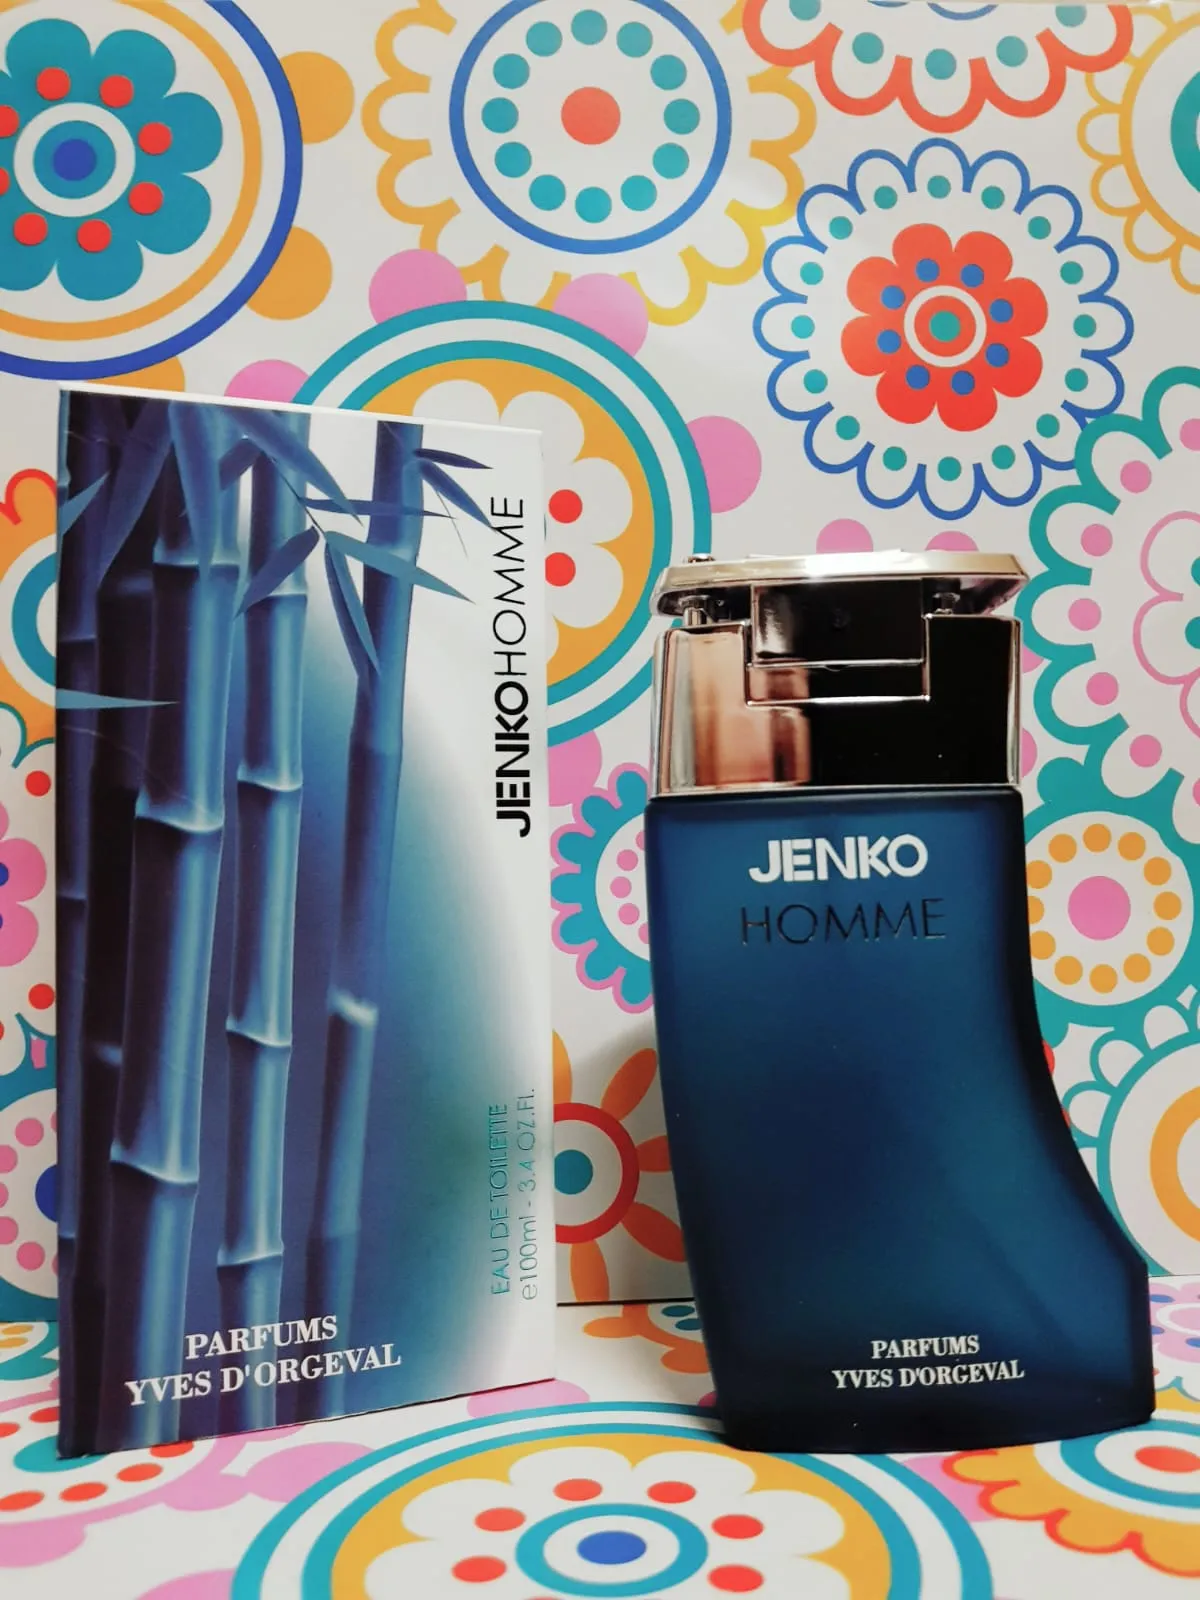 JENKOHOMME
EAU DE TOILETTE
e100ml - 3.4 OZ.Fl.
PARFUMS
YVES D'ORGEVAL
JENKO
HOMME
PARFUMS
YVES D'ORGEVAL